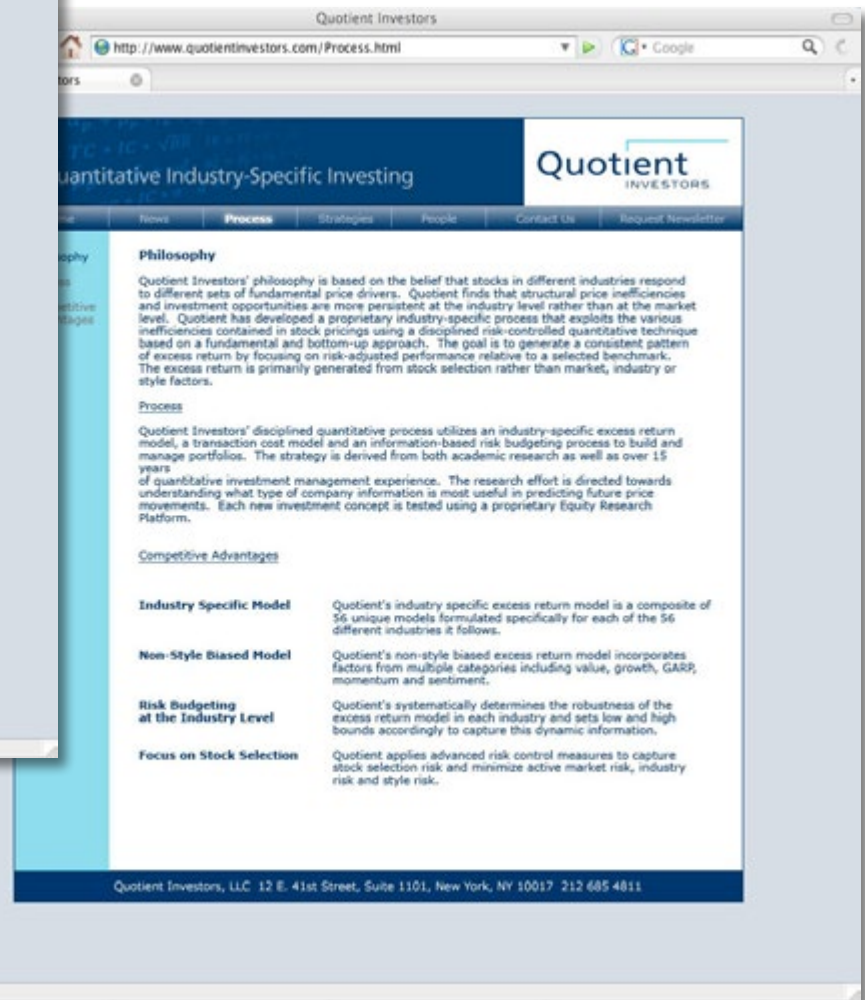 Quotient Investors
http://www.quotientinvestors.com/Process.html
Google
tors
TC = IC
uantitative Industry-Specific Investing
Quotient
INVESTORS
me News Process Strategies People Contact Us Request Newsletter
ophy
ss
petitive
ntages
Philosophy
Quotient Investors' philosophy is based on the belief that stocks in different industries respond
to different sets of fundamental price drivers. Quotient finds that structural price inefficiencies
and investment opportunities are more persistent at the industry level rather than at the market
level. Quotient has developed a proprietary industry-specific process that exploits the various
inefficiencies contained in stock pricings using a disciplined risk-controlled quantitative technique
based on a fundamental and bottom-up approach. The goal is to generate a consistent pattern
of excess return by focusing on risk-adjusted performance relative to a selected benchmark.
The excess return is primarily generated from stock selection rather than market, industry or
style factors.
Process
Quotient Investors' disciplined quantitative process utilizes an industry-specific excess return
model, a transaction cost model and an information-based risk budgeting process to build and
manage portfolios. The strategy is derived from both academic research as well as over 15
years
of quantitative investment management experience. The research effort is directed towards
understanding what type of company information is most useful in predicting future price
movements. Each new investment concept is tested using a proprietary Equity Research
Platform.
Competitive Advantages
Industry Specific Model
Quotient's industry specific excess return model is a composite of
56 unique models formulated specifically for each of the 56
different industries it follows.
Non-Style Biased Model
Quotient's non-style biased excess return model incorporates
factors from multiple categories including value, growth, GARP,
momentum and sentiment.
Risk Budgeting
at the Industry Level
Quotient's systematically determines the robustness of the
excess return model in each industry and sets low and high
bounds accordingly to capture this dynamic information.
Focus on Stock Selection
Quotient applies advanced risk control measures to capture
stock selection risk and minimize active market risk, industry
risk and style risk.
Quotient Investors, LLC 12 E. 41st Street, Suite 1101, New York, NY 10017 212 685 4811